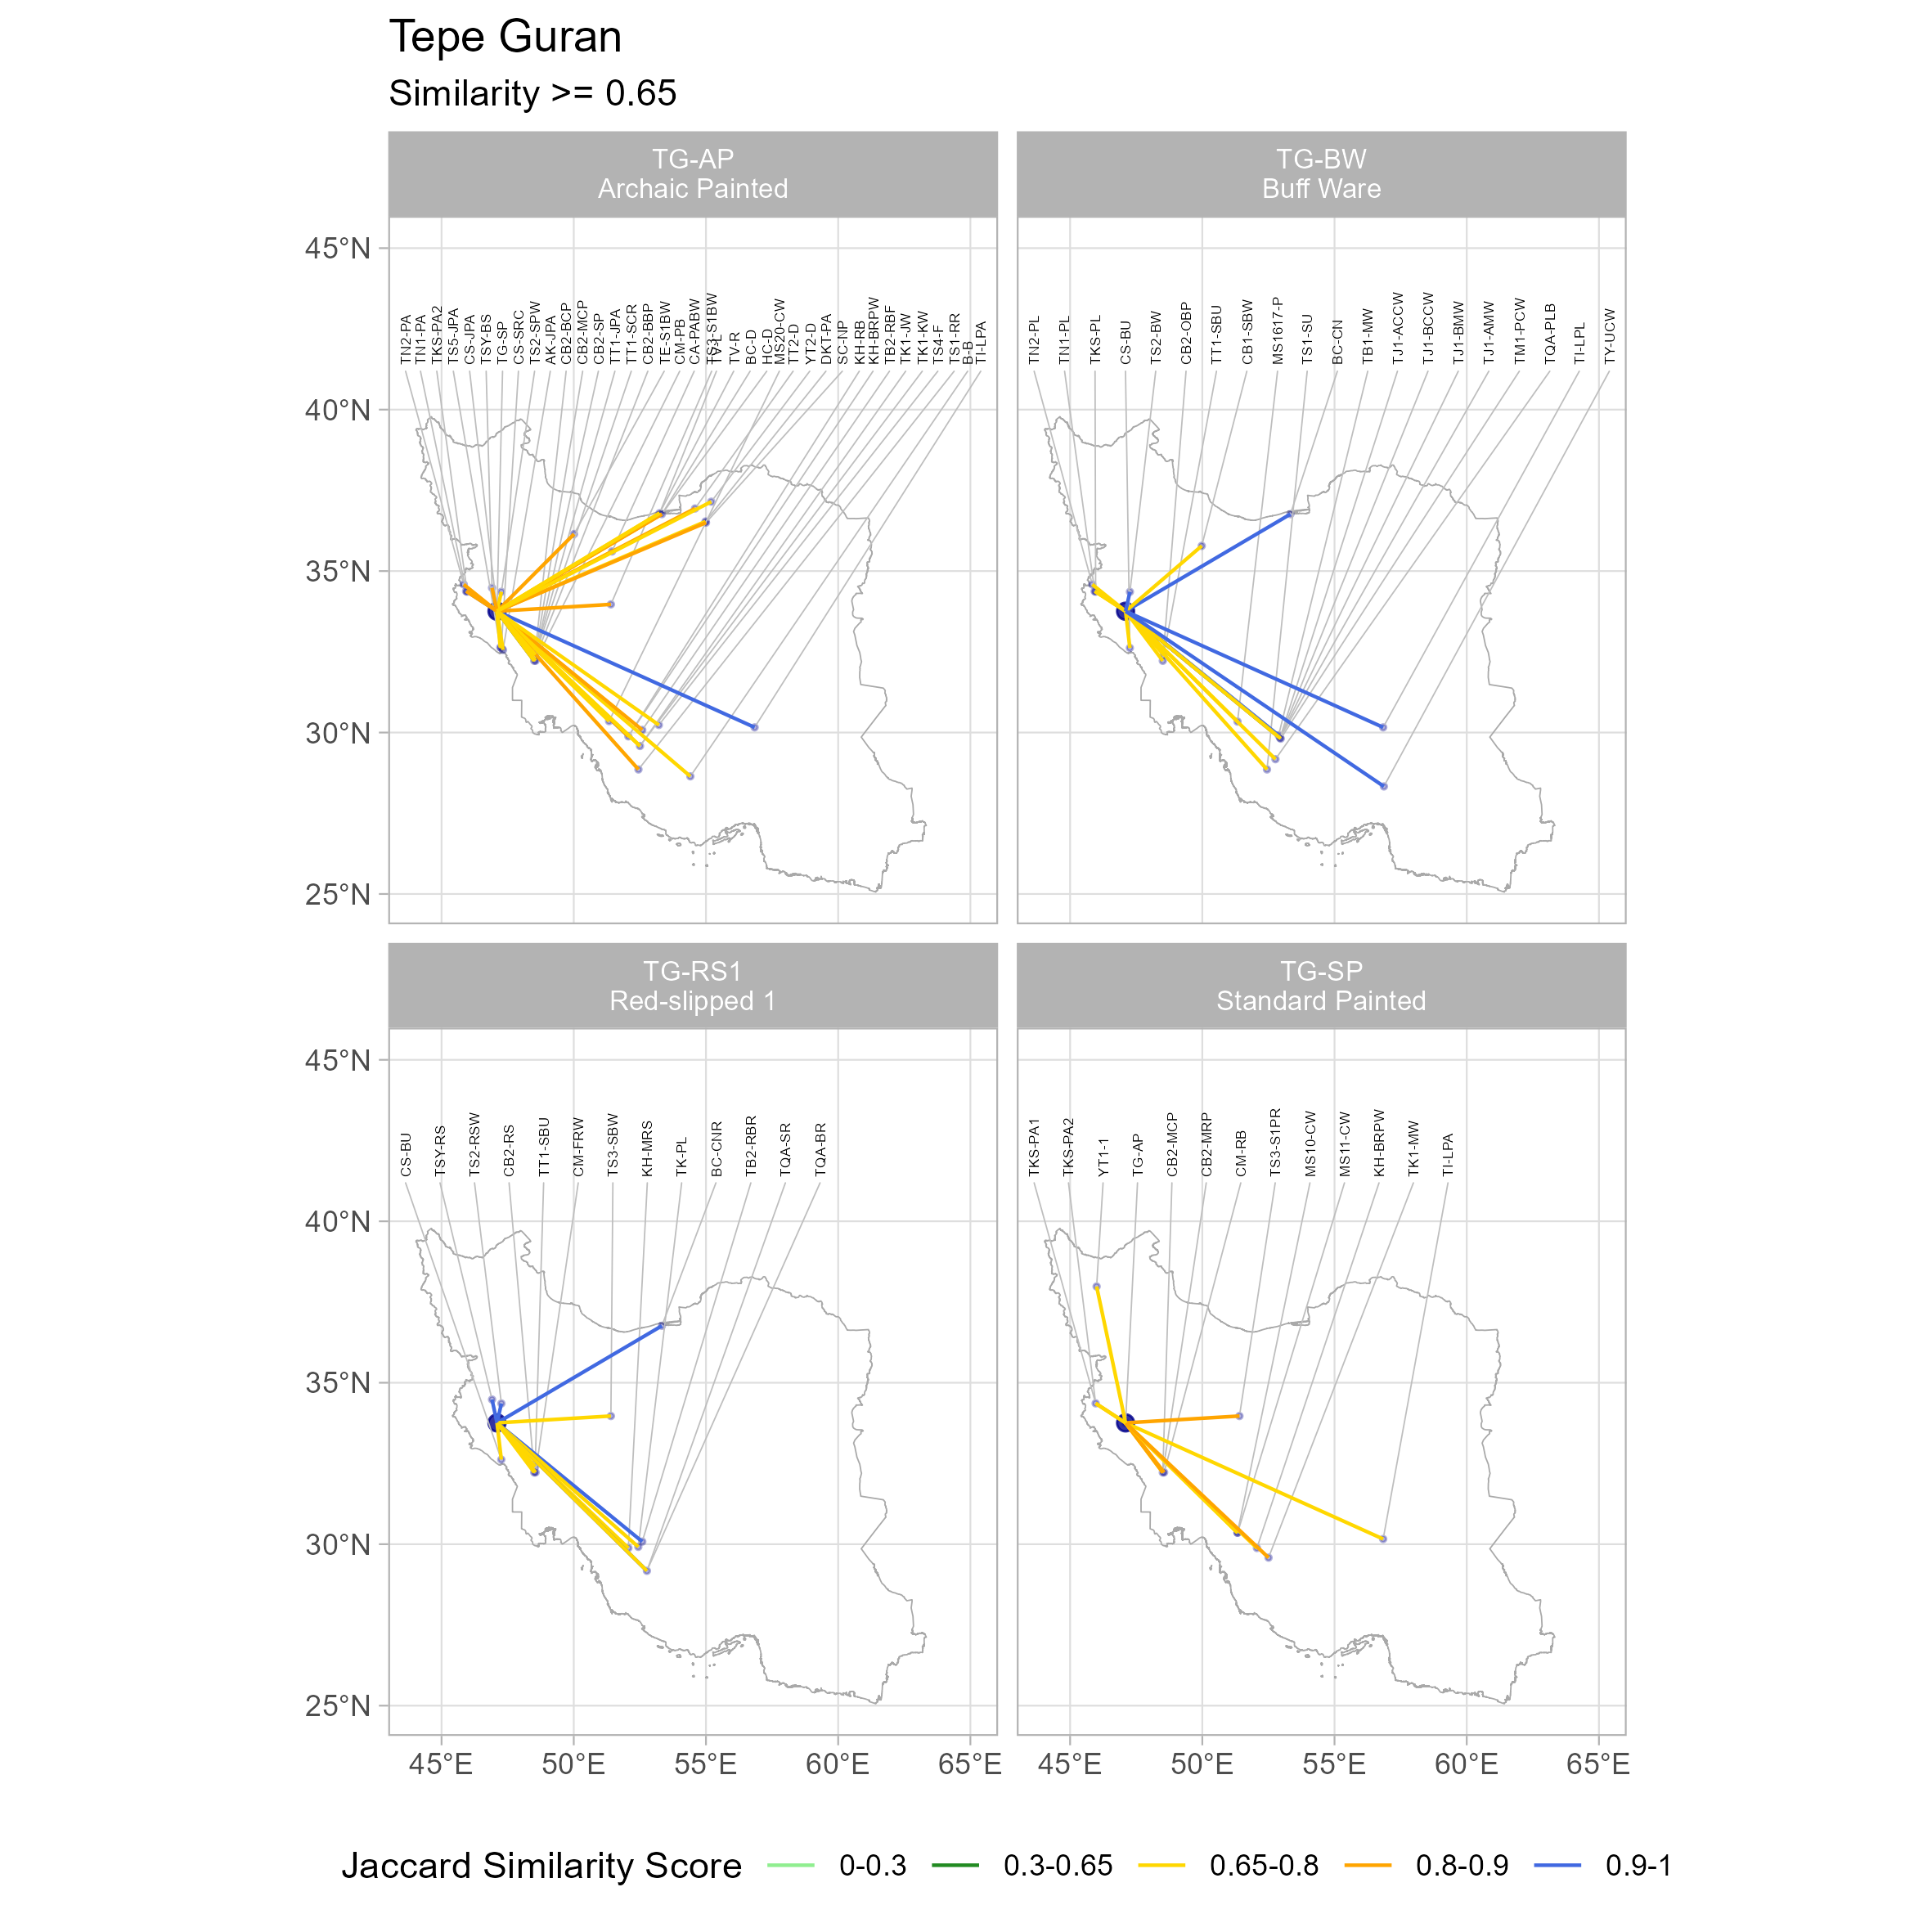 Tepe Guran
Similarity >= 0.65
TG-AP
Archaic Painted
TG-BW
Buff Ware
45°N
40°N
35°N
30°N
25°N
TN2-PA
TN1-PA
TKS-PA2
TS5-JPA
CS-JPA
TSY-BS
TG-SP
CS-SRC
TS2-SPW
AK-JPA
CB2-BCP
CB2-MCP
CB2-SP
TT1-JPA
TT1-SCR
CB2-BBP
TE-S1BW
CM-PB
CA-PABW
TS3-S1BW
TV-L
TV-R
BC-D
HC-D
MS20-CW
TT2-D
YT2-D
DKT-PA
SC-NP
KH-RB
KH-BRPW
TB2-RBF
TK1-JW
TK1-KW
TS4-F
TS1-RR
B-B
TI-LPA
TN2-PL
TN1-PL
TKS-PL
CS-BU
TS2-BW
CB2-OBP
TT1-SBU
CB1-SBW
MS1617-P
TS1-SU
BC-CN
TB1-MW
TJ1-ACCW
TJ1-BCCW
TJ1-BMW
TJ1-AMW
TM1-PCW
TQA-PLB
TI-LPL
TY-UCW
TG-RS1
Red-slipped 1
TG-SP
Standard Painted
45°N
40°N
35°N
30°N
25°N
CS-BU
TSY-RS
TS2-RSW
CB2-RS
TT1-SBU
CM-FRW
TS3-SBW
KH-MRS
TK-PL
BC-CNR
TB2-RBR
TQA-SR
TQA-BR
TKS-PA1
TKS-PA2
YT1-1
TG-AP
CB2-MCP
CB2-MRP
CM-RB
TS3-S1PR
MS10-CW
MS11-CW
KH-BRPW
TK1-MW
TI-LPA
45°E 50°E 55°E 60°E 65°E
45°E 50°E 55°E 60°E 65°E
Jaccard Similarity Score 0-0.3 0.3-0.65 0.65-0.8 0.8-0.9 0.9-1